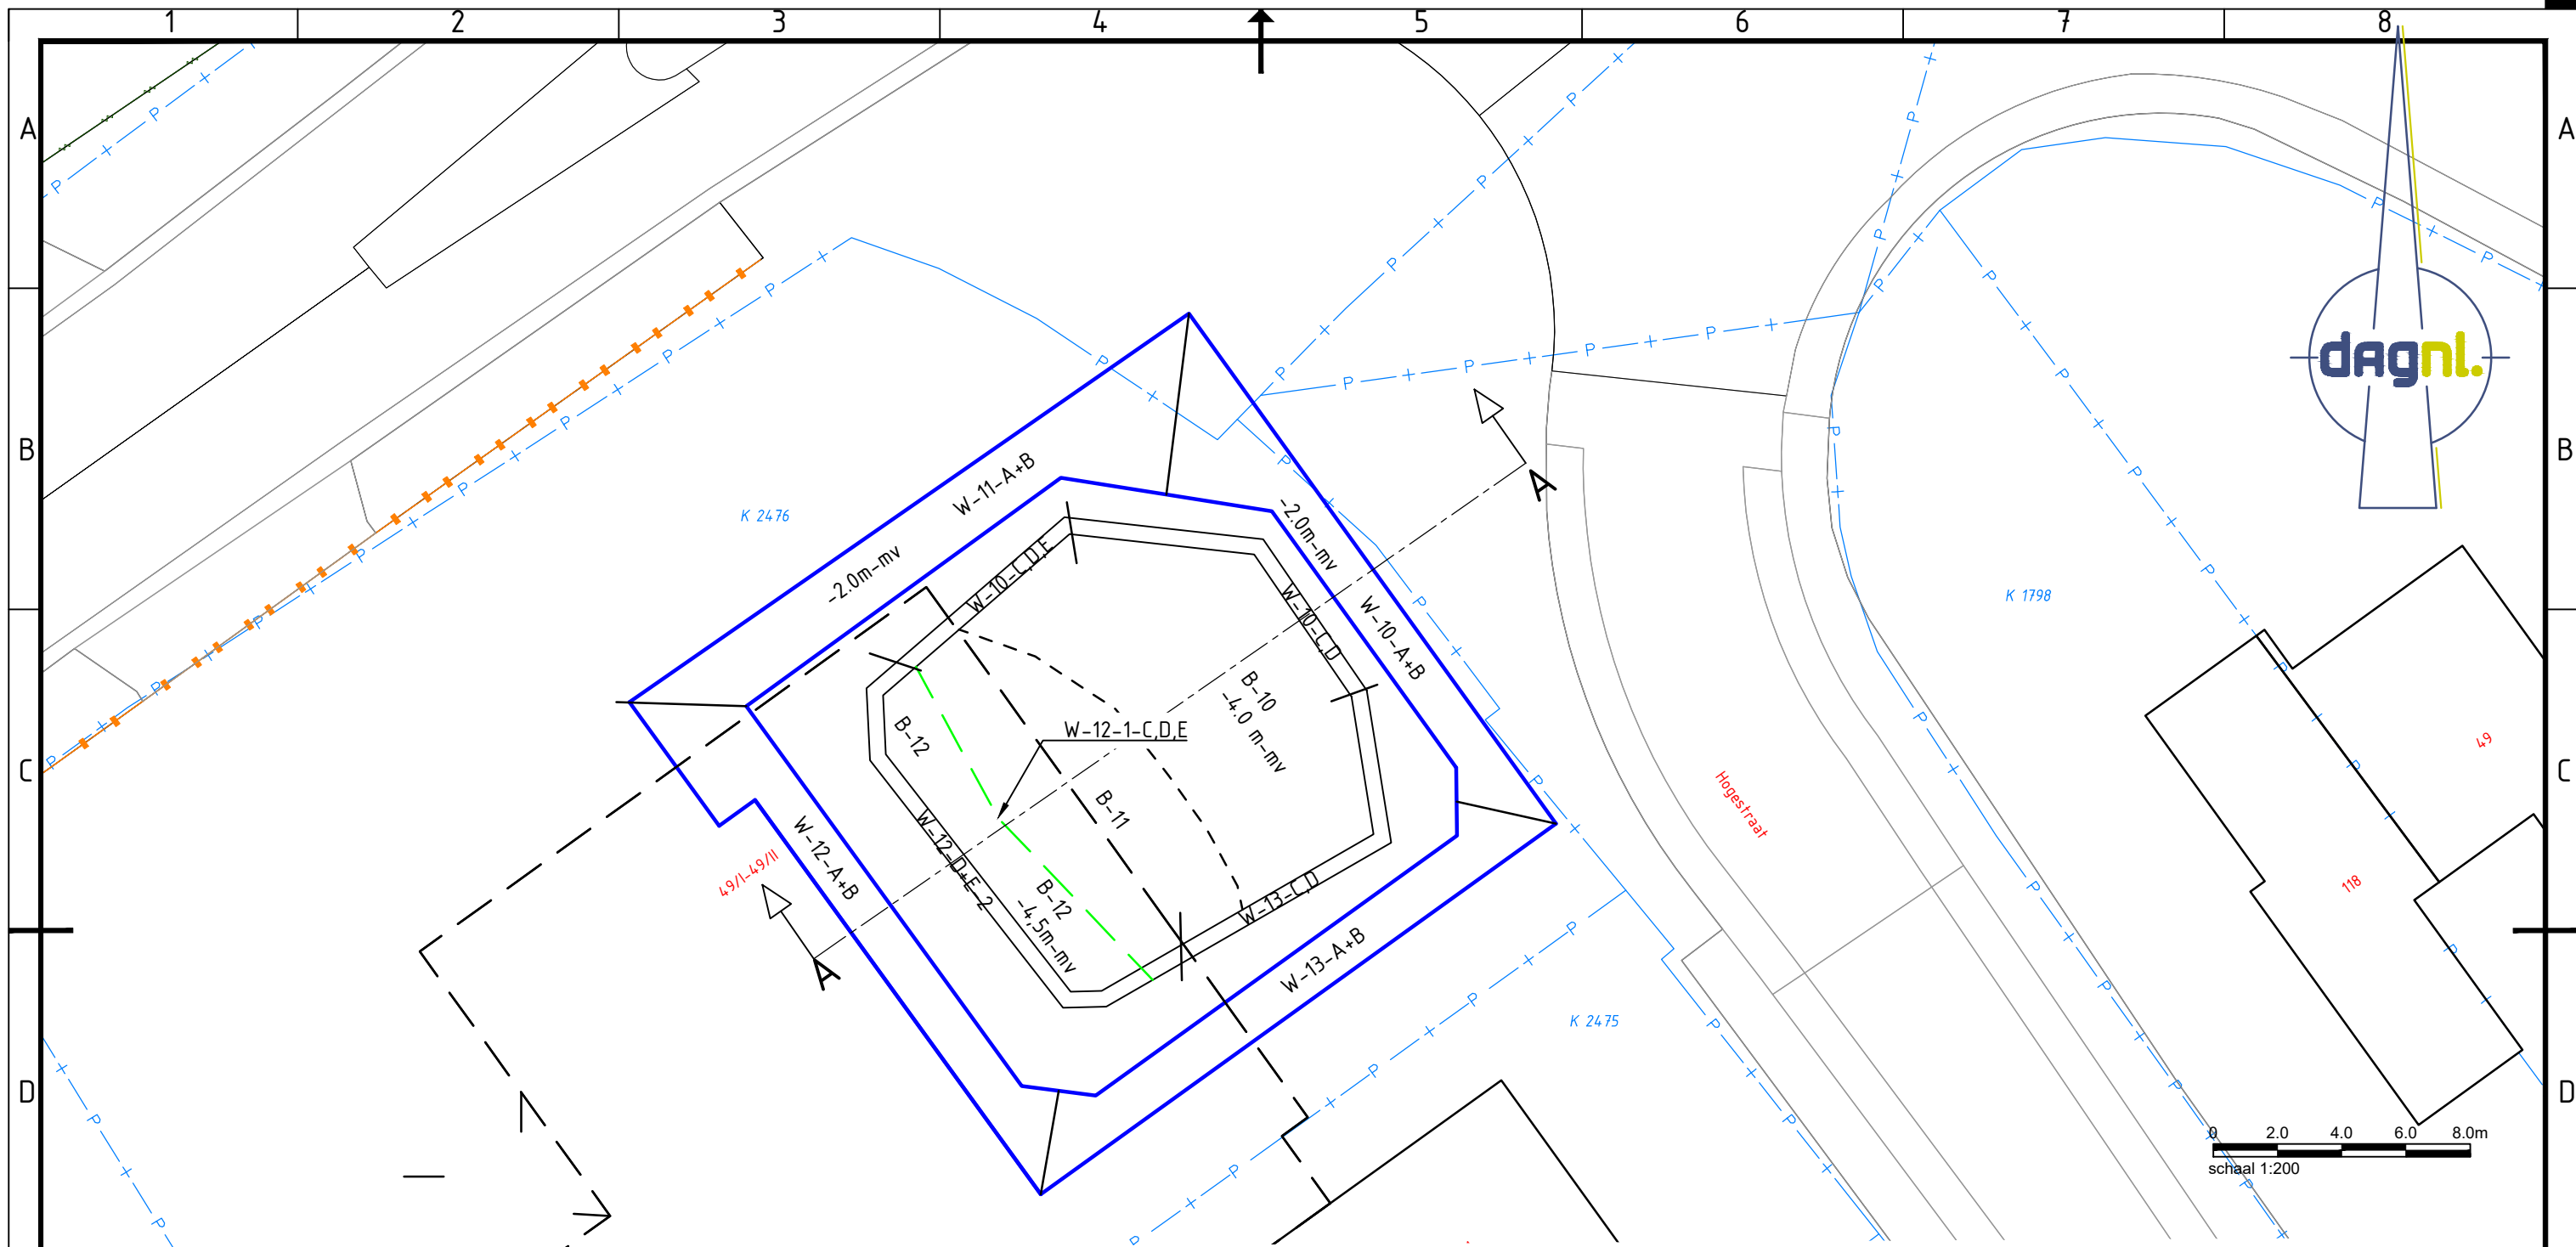 1 2 3 4 5 6 7 8
A A
B B
C C
D D
dagnl.
W-11-A+B
-2.0m-mv
K 2476
-2.0m-mv
W-10-A+B
W-10-C,D,E
W-10-C,D
B-10
-4.0 m-mv
W-12-1-C,D,E
B-12
B-11
W-12-D+E-2
B-12
-4,5m-mv
W-13-C,D
W-12-A+B
W-13-A+B
49/I-49/II
A
A
K 1798
Hogestraat
49
118
K 2475
0 2.0 4.0 6.0 8.0m
schaal 1:200
P P P P P P P P P P P P P P P P P P P P